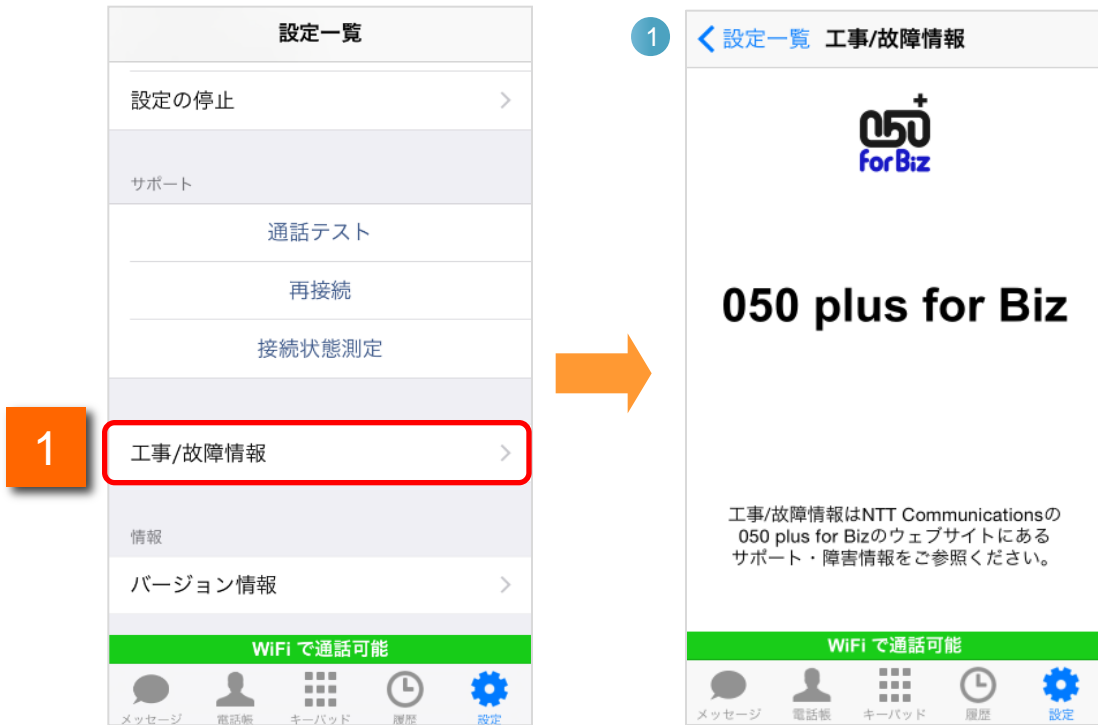 設定一覧
設定の停止
サポート
通話テスト
再接続
接続状態測定
1
工事/故障情報
情報
バージョン情報
WiFi で通話可能
メッセージ
電話帳
キーパッド
履歴
設定
1
設定一覧 工事/故障情報
050+
for Biz
050 plus for Biz
工事/故障情報はNTT Communicationsの
050 plus for Bizのウェブサイトにある
サポート・障害情報をご参照ください。
WiFi で通話可能
メッセージ
電話帳
キーパッド
履歴
設定